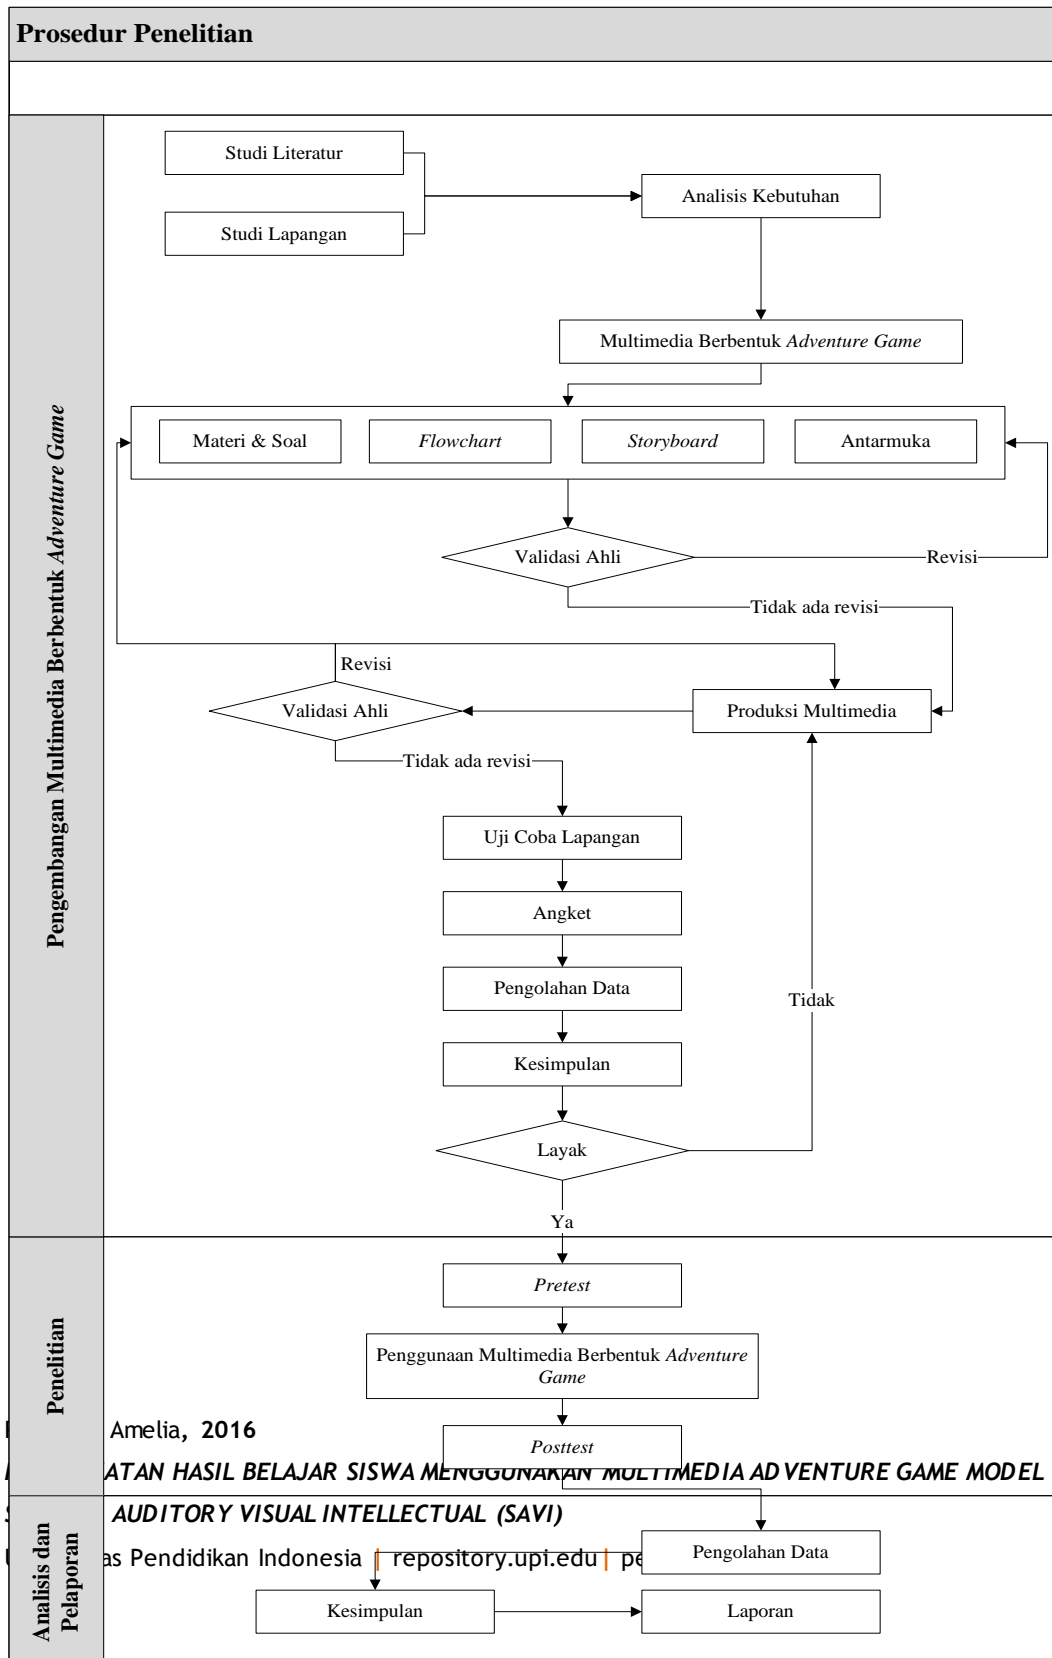 Prosedur Penelitian
Pengembangan Multimedia Berbentuk Adventure Game
Studi Literatur
Analisis Kebutuhan
Studi Lapangan
Multimedia Berbentuk Adventure Game
Materi & Soal
Flowchart
Storyboard
Antarmuka
Validasi Ahli
Revisi
Tidak ada revisi
Revisi
Validasi Ahli
Produksi Multimedia
Tidak ada revisi
Uji Coba Lapangan
Angket
Pengolahan Data
Tidak
Kesimpulan
Layak
Ya
Penelitian
Pretest
Penggunaan Multimedia Berbentuk Adventure
Game
Amelia, 2016
Posttest
HASIL BELAJAR SISWA MENGGUNAKAN MULTIMEDIA ADVENTURE GAME MODEL
AUDITORY VISUAL INTELLECTUAL (SAVI)
Analisis dan
Pelaporan
Pendidikan Indonesia | repository.upi.edu |
Pengolahan Data
Kesimpulan
Laporan